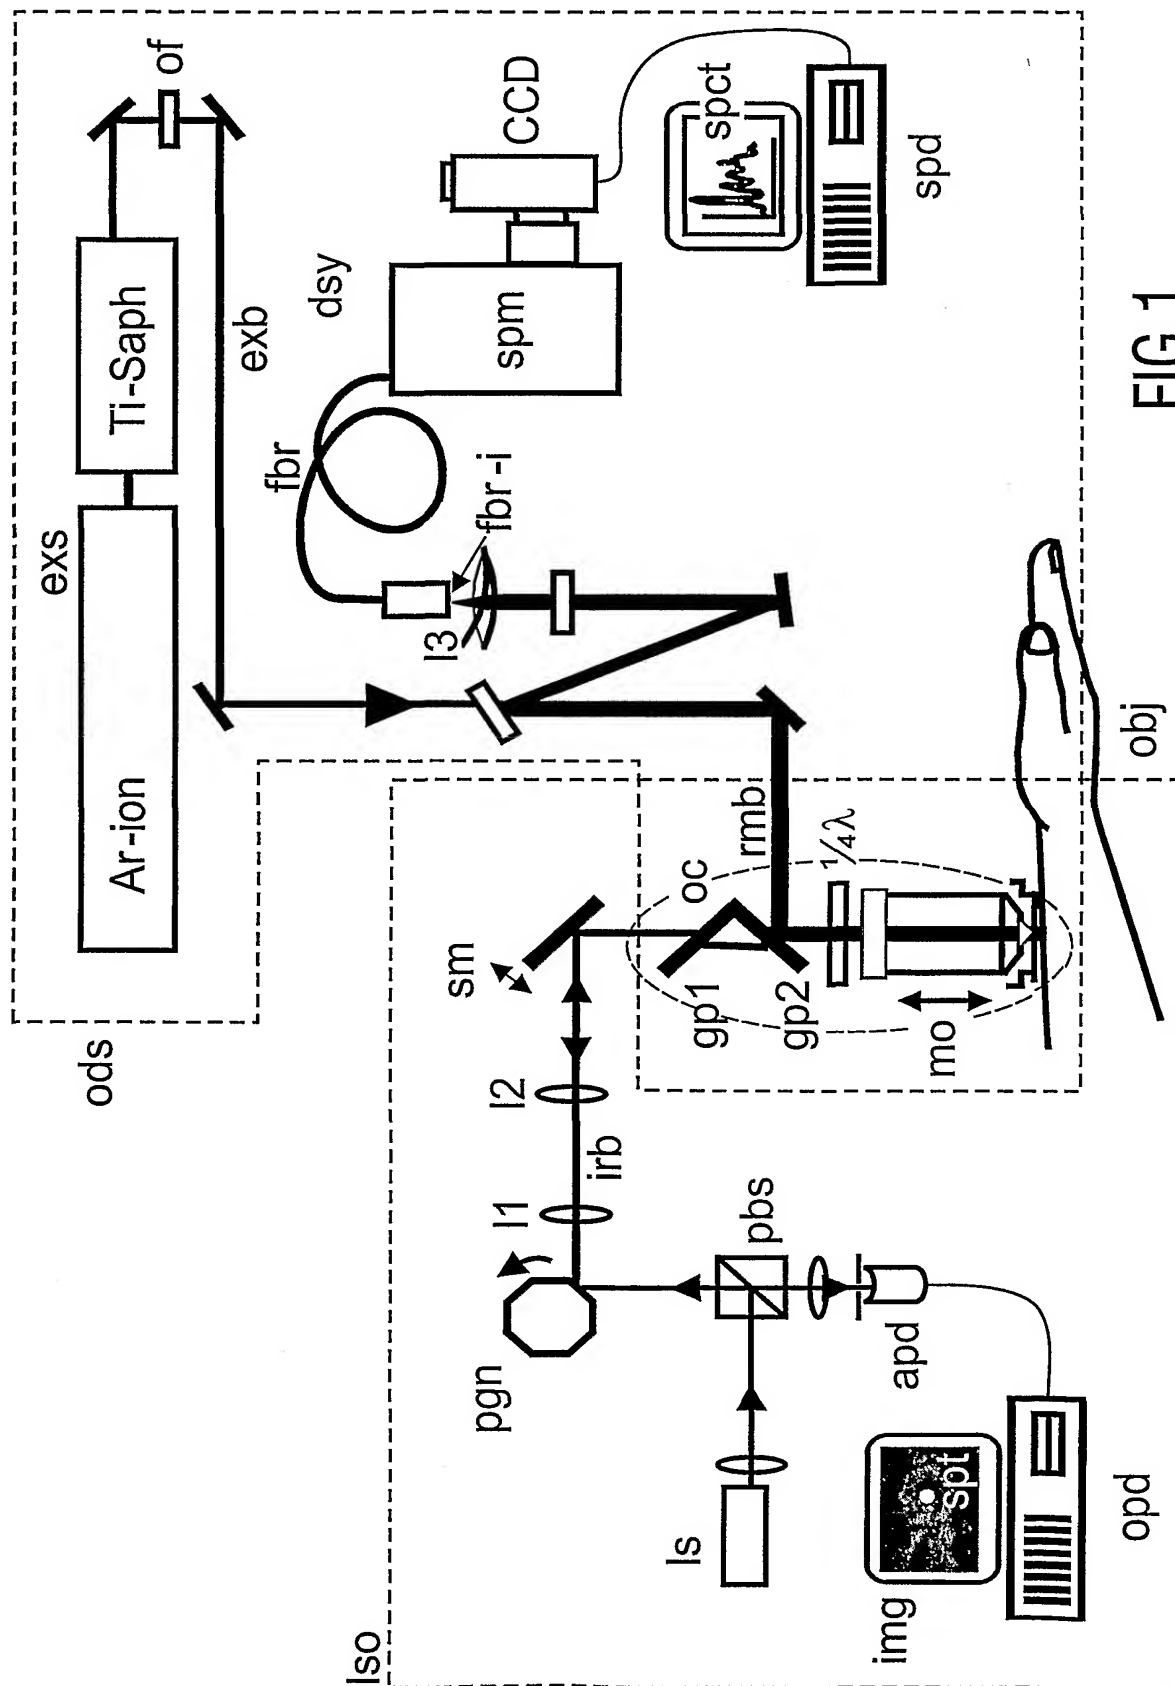 ods
exs
Ar-ion
Ti-Saph
of
exb
fbr
dsy
CCD
spm
l3
fbr-i
spct
spd
lso
sm
oc
rmb
¼λ
gp1
gp2
mo
obj
l2
l1
irb
pgn
pbs
ls
apd
img
spt
opd
FIG 1